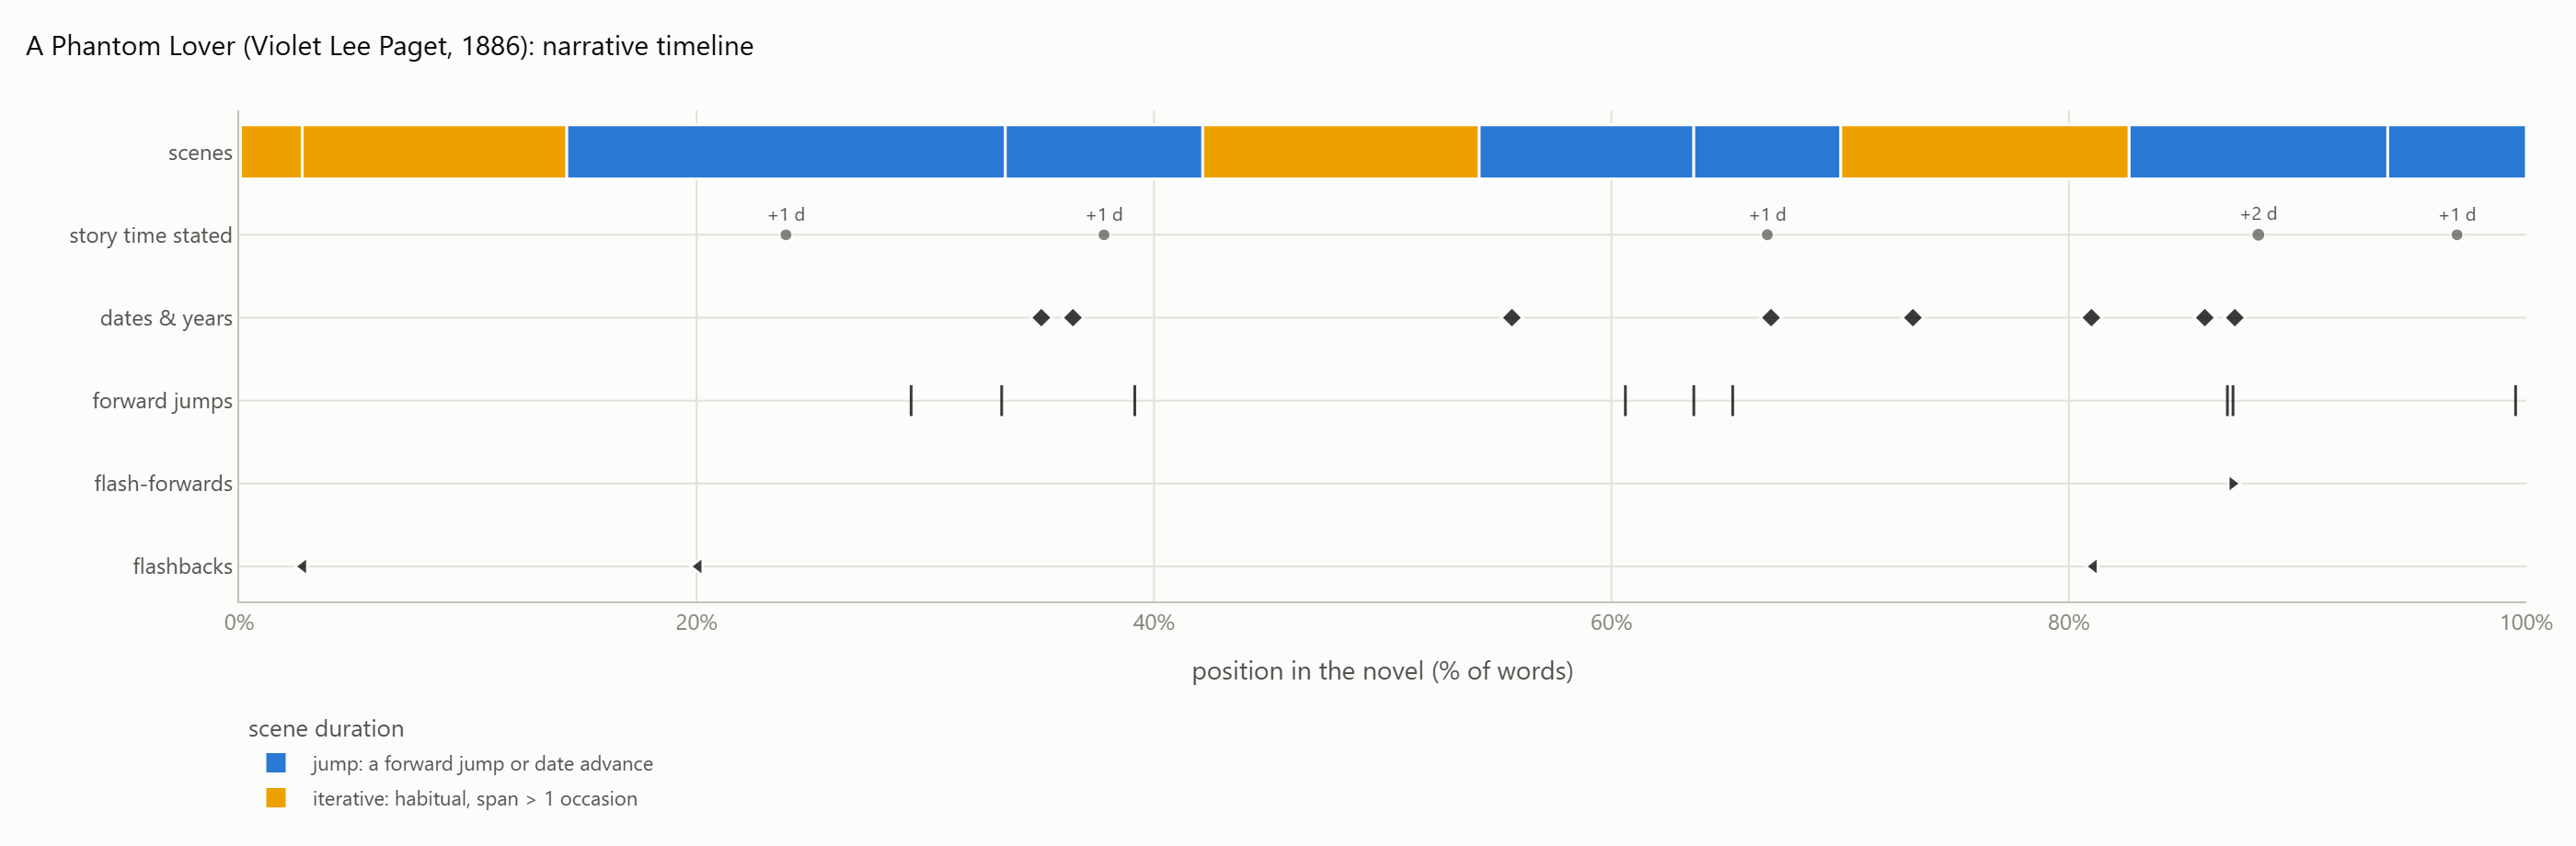 A Phantom Lover (Violet Lee Paget, 1886): narrative timeline
scenes
story time stated
+1 d
+1 d
+1 d
+2 d
+1 d
dates & years
forward jumps
flash-forwards
flashbacks
0%
20%
40%
60%
80%
100%
position in the novel (% of words)
scene duration
jump: a forward jump or date advance
iterative: habitual, span > 1 occasion